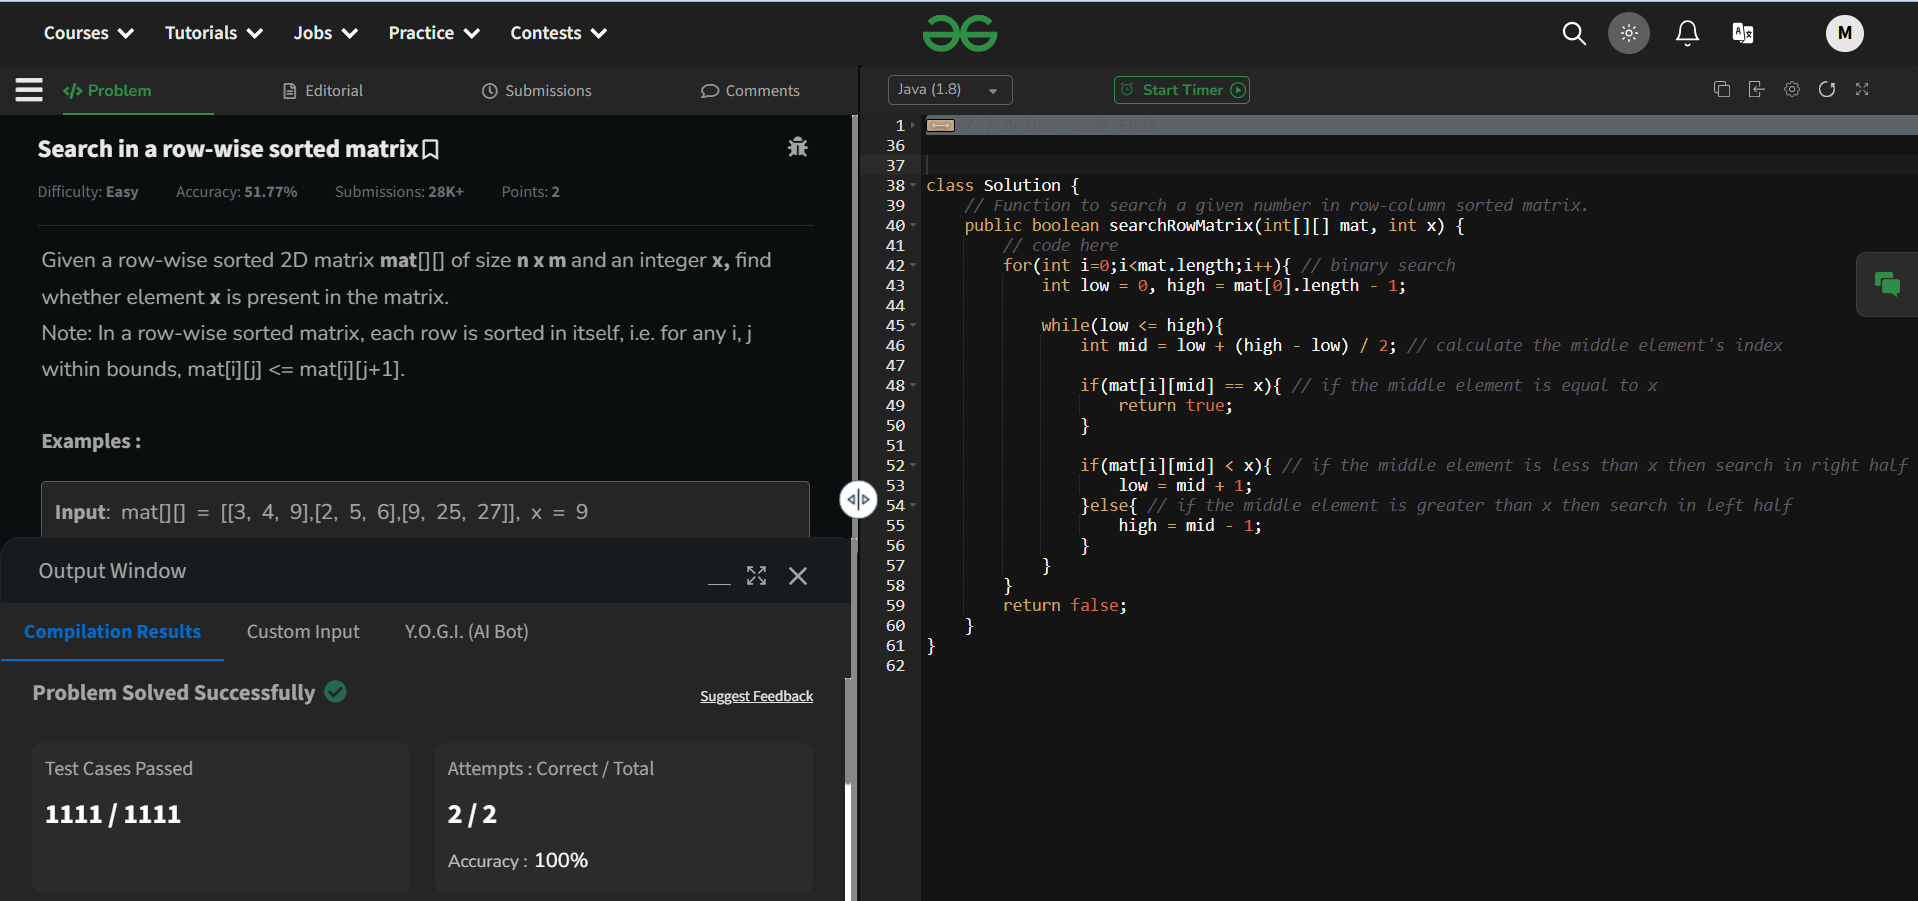 Courses Tutorials Jobs Practice Contests
M
Problem Editorial Submissions Comments
Java (1.8) Start Timer
Search in a row-wise sorted matrix
Difficulty: Easy Accuracy: 51.77% Submissions: 28K+ Points: 2
Given a row-wise sorted 2D matrix mat[][] of size n x m and an integer x, find
whether element x is present in the matrix.
Note: In a row-wise sorted matrix, each row is sorted in itself, i.e. for any i, j
within bounds, mat[i][j] <= mat[i][j+1].
Examples :
Input: mat[][] = [[3, 4, 9],[2, 5, 6],[9, 25, 27]], x = 9
Output Window
Compilation Results Custom Input Y.O.G.I. (AI Bot)
Problem Solved Successfully
Suggest Feedback
Test Cases Passed
1111 / 1111
Attempts : Correct / Total
2 / 2
Accuracy : 100%
1 // } Driver Code Ends
36
37
38 class Solution {
39 // Function to search a given number in row-column sorted matrix.
40 public boolean searchRowMatrix(int[][] mat, int x) {
41 // code here
42 for(int i=0;i<mat.length;i++){ // binary search
43 int low = 0, high = mat[0].length - 1;
44
45 while(low <= high){
46 int mid = low + (high - low) / 2; // calculate the middle element's index
47
48 if(mat[i][mid] == x){ // if the middle element is equal to x
49 return true;
50 }
51
52 if(mat[i][mid] < x){ // if the middle element is less than x then search in right half
53 low = mid + 1;
54 }else{ // if the middle element is greater than x then search in left half
55 high = mid - 1;
56 }
57 }
58 }
59 return false;
60 }
61 }
62